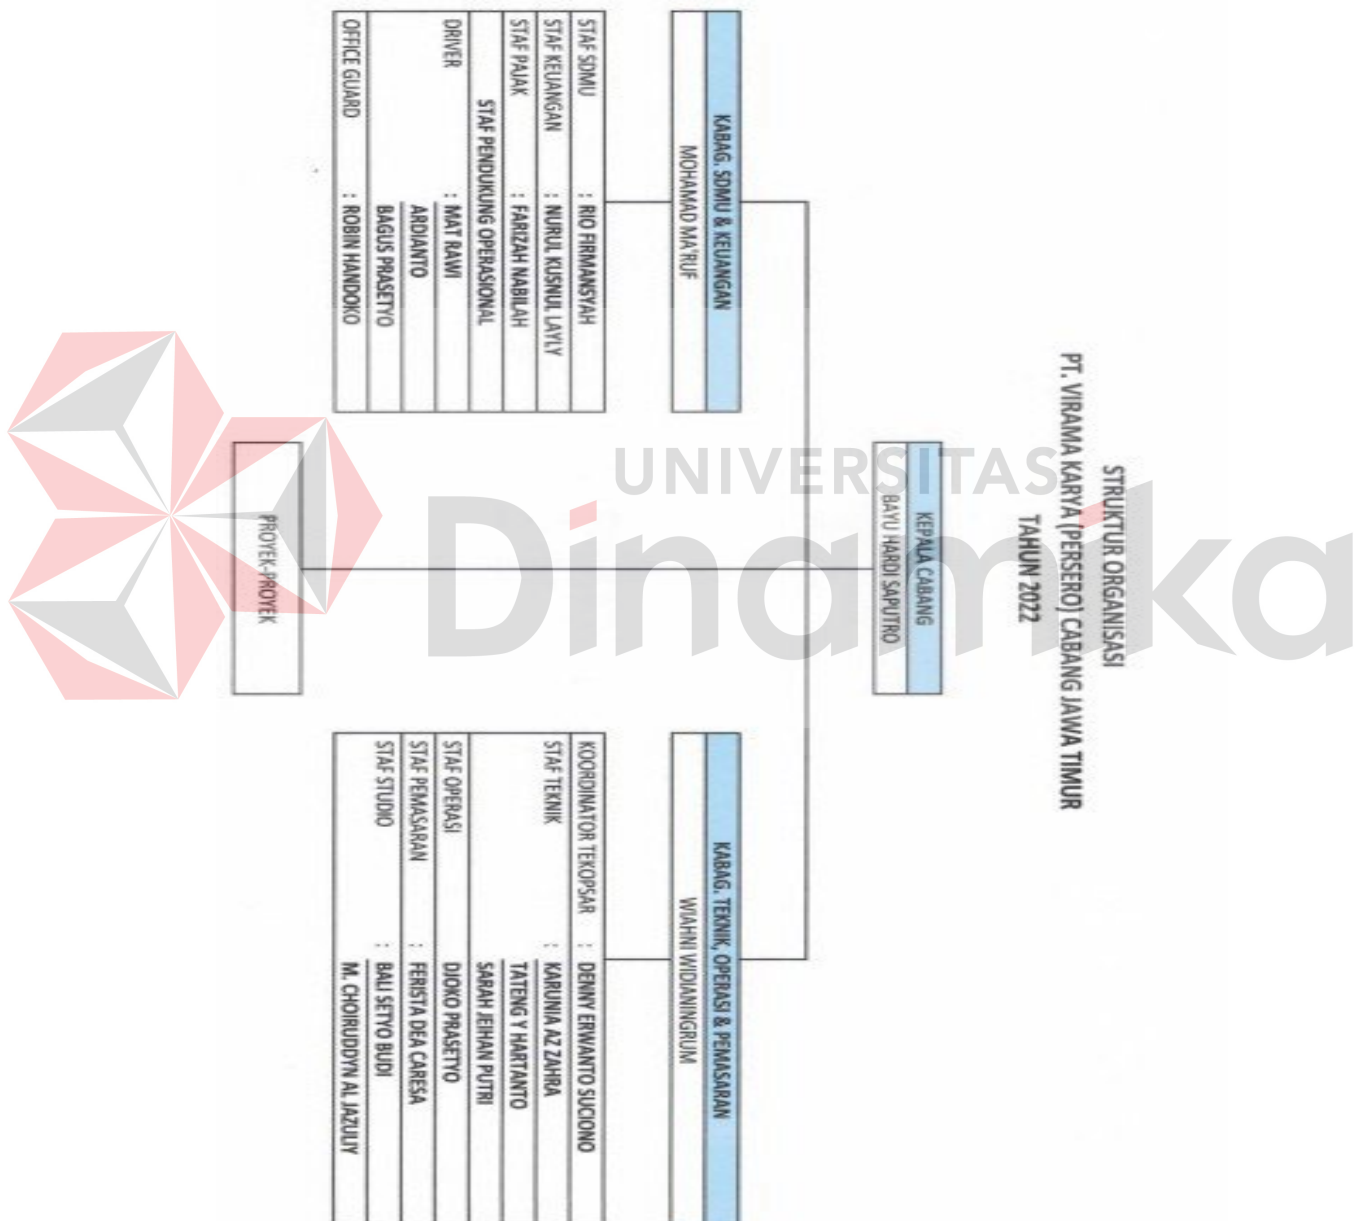 STRUKTUR ORGANISASI
PT. VIRAMA KARYA (PERSERO) CABANG JAWA TIMUR
TAHUN 2022
KEPALA CABANG
BAYU HARDI SAPUTRO
KABAG. SDMU & KEUANGAN
MOHAMAD MA'RUF
STAF SDMU : RIO FIRMANSYAH
STAF KEUANGAN : NURUL KUSNUL LAYLY
STAF PAJAK : FARIZAH NABILAH
STAF PENDUKUNG OPERASIONAL
DRIVER : MAT RAWI
ARDIANTO
BAGUS PRASETYO
OFFICE GUARD : ROBIN HANDOKO
KABAG. TEKNIK, OPERASI & PEMASARAN
WIAHNI WIDIANINGRUM
KOORDINATOR TEKOPSAR : DENNY ERWANTO SUCIONO
STAF TEKNIK : KARUNIA AZ ZAHRA
TATENG Y HARTANTO
SARAH JEIHAN PUTRI
STAF OPERASI DJOKO PRASETYO
STAF PEMASARAN : FERISTA DEA CARESA
STAF STUDIO : BALI SETYO BUDI
M. CHOIRUDDYN AL JAZULIY
PROYEK-PROYEK
UNIVERSITAS
Dinamika